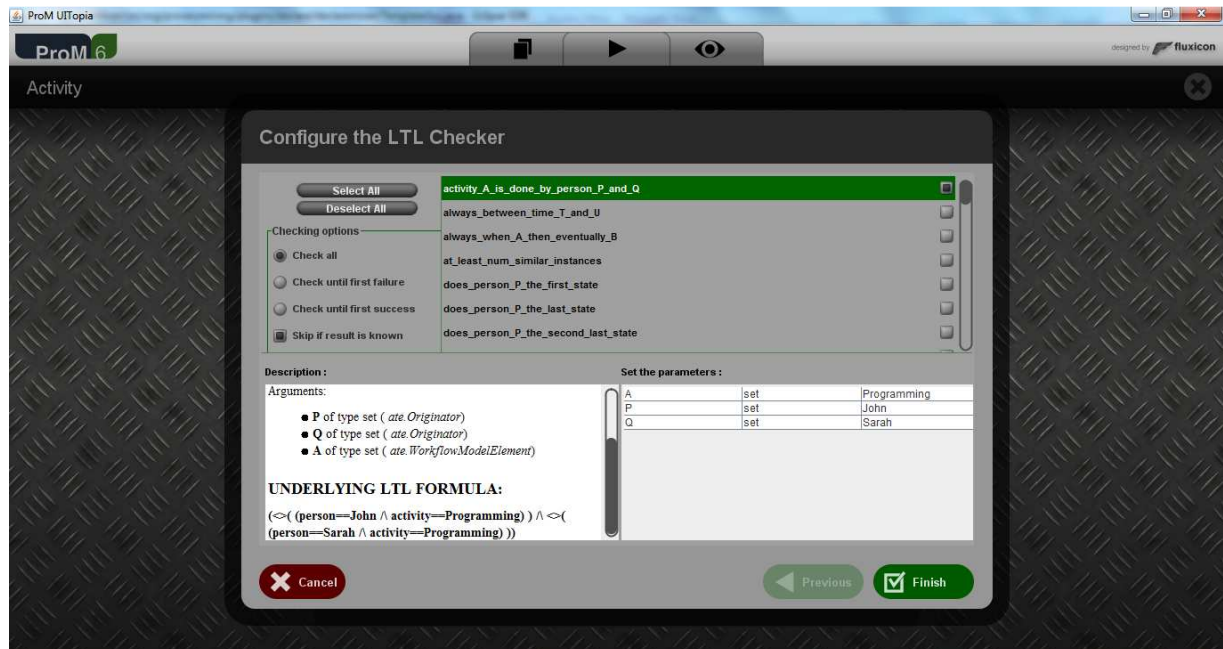 ProM UITopia
ProM 6
designed by fluxicon
Activity
Configure the LTL Checker
Select All
Deselect All
Checking options
Check all
Check until first failure
Check until first success
Skip if result is known
activity_A_is_done_by_person_P_and_Q
always_between_time_T_and_U
always_when_A_then_eventually_B
at_least_num_similar_instances
does_person_P_the_first_state
does_person_P_the_last_state
does_person_P_the_second_last_state
Description :
Arguments:
P of type set ( ate.Originator)
Q of type set ( ate.Originator)
A of type set ( ate.WorkflowModelElement)
UNDERLYING LTL FORMULA:
(<>( (person==John /\ activity==Programming) ) /\ <>(
(person==Sarah /\ activity==Programming) ))
Set the parameters :
A set Programming
P set John
Q set Sarah
Cancel
Previous
Finish